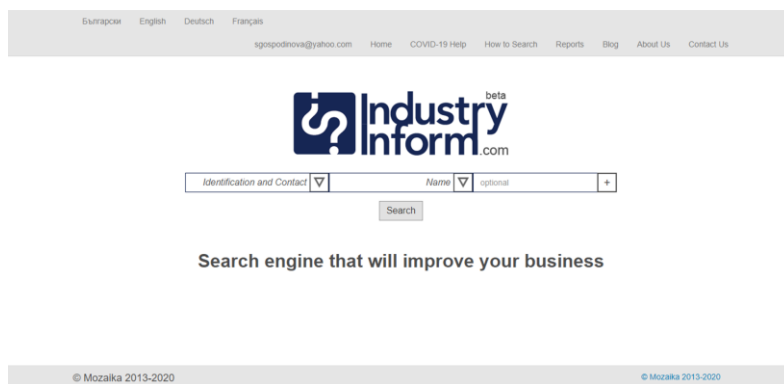 Български English Deutsch Français
sgospodinova@yahoo.com Home COVID-19 Help How to Search Reports Blog About Us Contact Us
beta
Industry
Inform
.com
Identification and Contact Name optional +
Search
Search engine that will improve your business
© Mozaika 2013-2020 © Mozaika 2013-2020